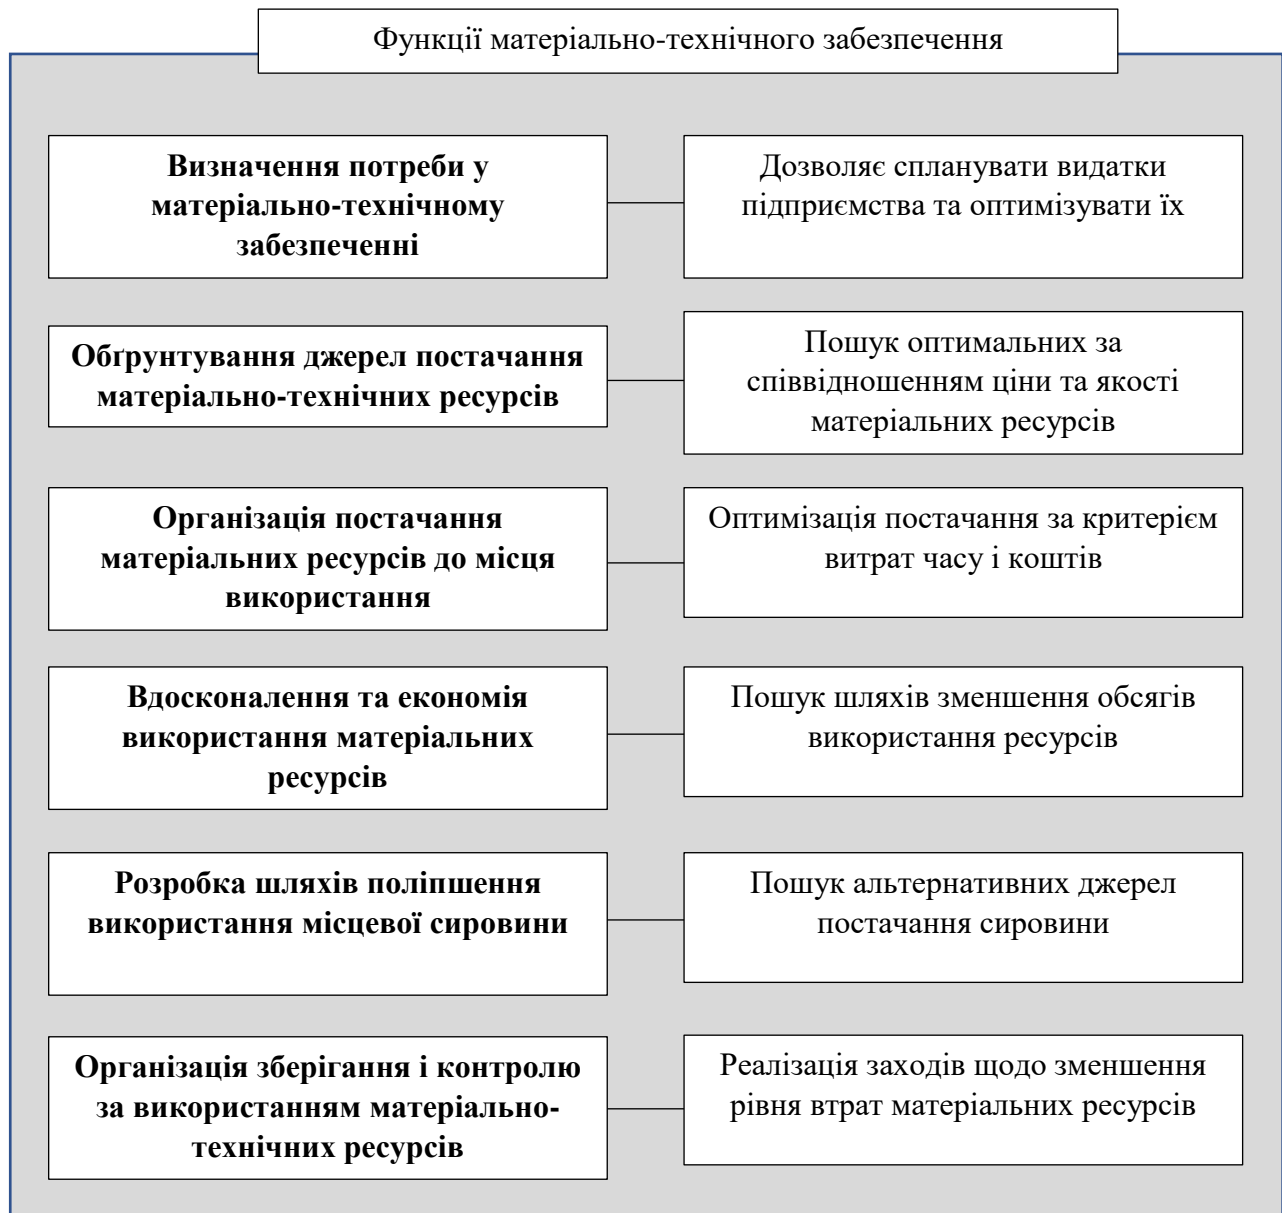 Функції матеріально-технічного забезпечення
Визначення потреби у
матеріально-технічному
забезпеченні
Дозволяє спланувати видатки
підприємства та оптимізувати їх
Обґрунтування джерел постачання
матеріально-технічних ресурсів
Пошук оптимальних за
співвідношенням ціни та якості
матеріальних ресурсів
Організація постачання
матеріальних ресурсів до місця
використання
Оптимізація постачання за критерієм
витрат часу і коштів
Вдосконалення та економія
використання матеріальних
ресурсів
Пошук шляхів зменшення обсягів
використання ресурсів
Розробка шляхів поліпшення
використання місцевої сировини
Пошук альтернативних джерел
постачання сировини
Організація зберігання і контролю
за використанням матеріально-
технічних ресурсів
Реалізація заходів щодо зменшення
рівня втрат матеріальних ресурсів